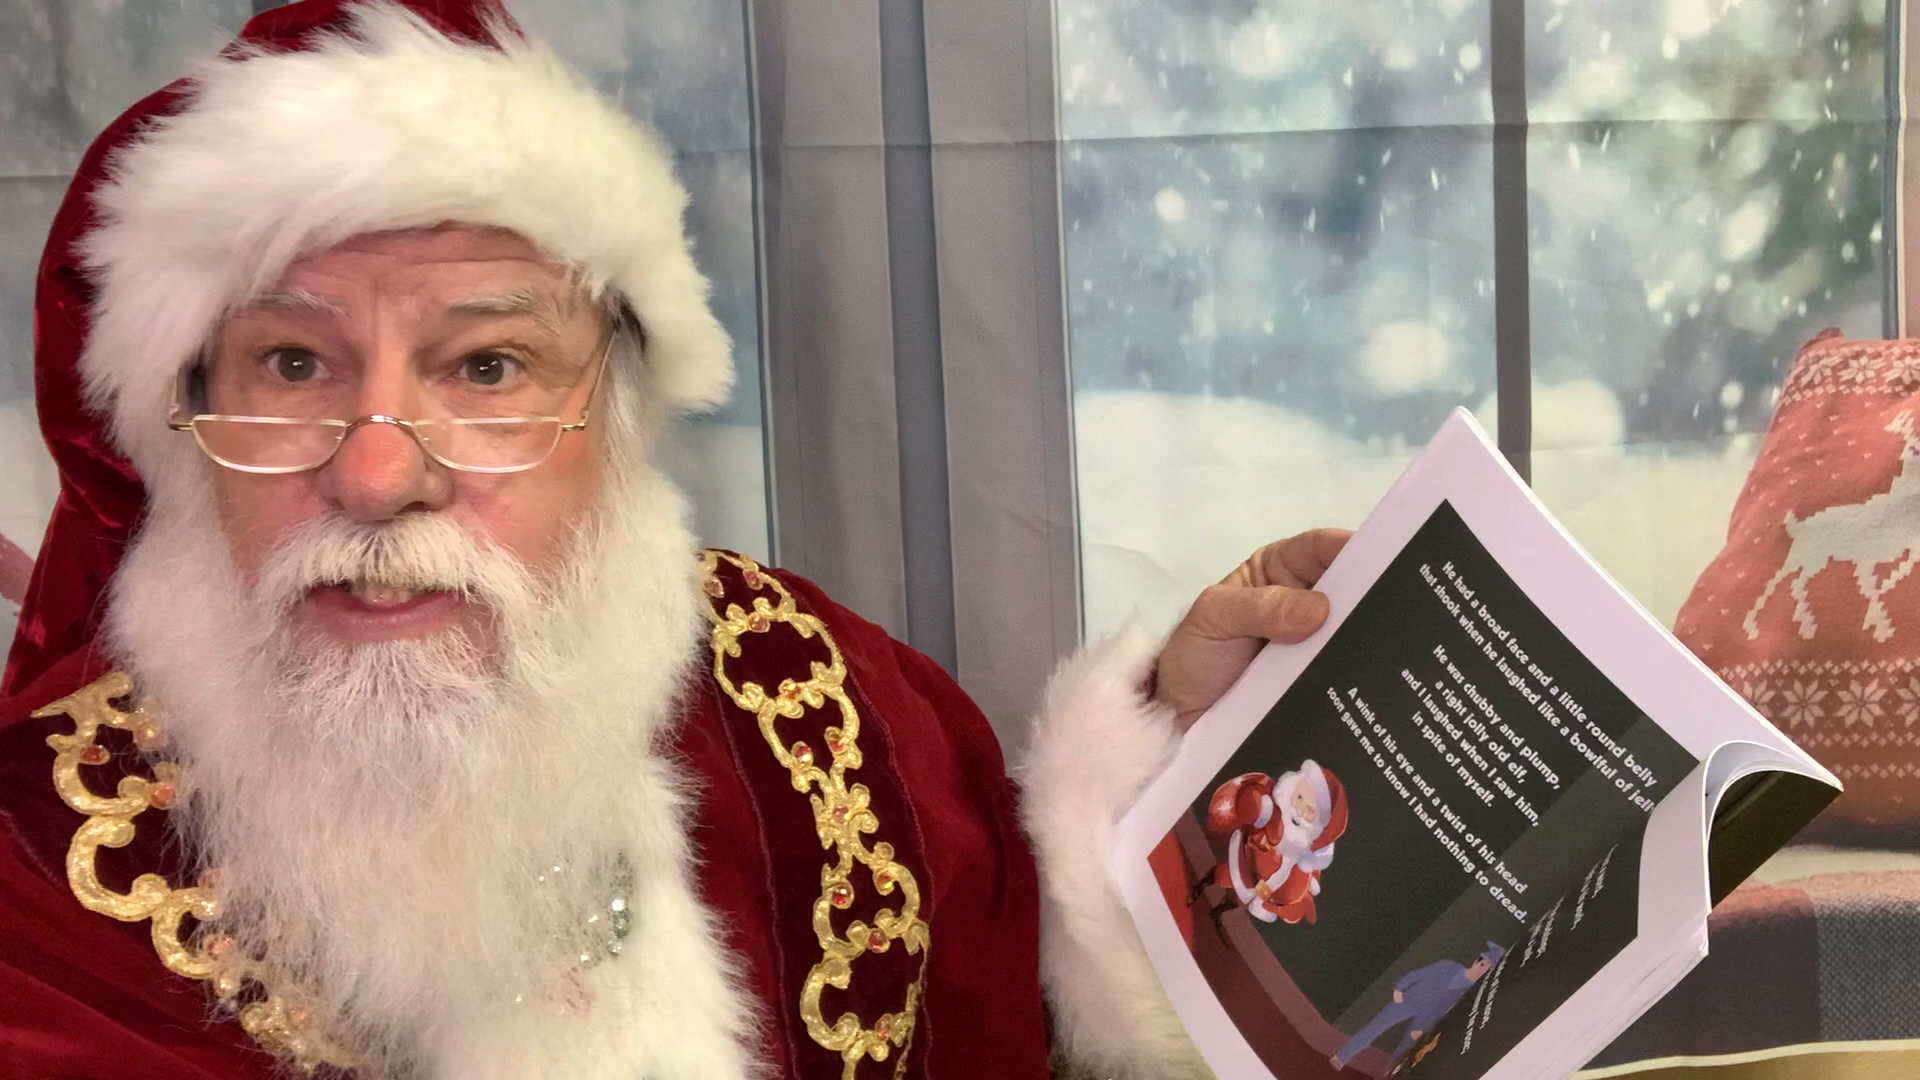 He had a broad face and a little round belly
that shook when he laughed like a bowlful of jelly
He was chubby and plump,
a right jolly old elf,
and I laughed when I saw him,
in spite of myself.
A wink of his eye and a twist of his head
soon gave me to know I had nothing to dread.